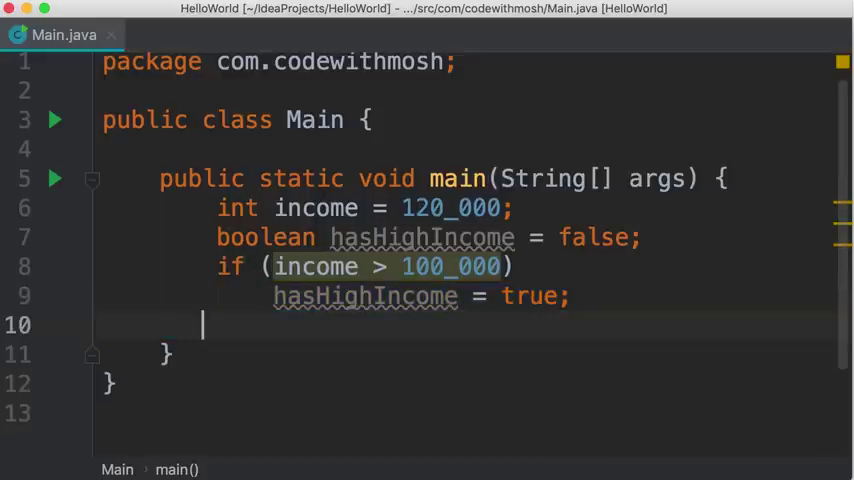 HelloWorld [~/IdeaProjects/HelloWorld] - .../src/com/codewithmosh/Main.java [HelloWorld]
Main.java
1 package com.codewithmosh;
2
3 public class Main {
4
5 public static void main(String[] args) {
6 int income = 120_000;
7 boolean hasHighIncome = false;
8 if (income > 100_000)
9 hasHighIncome = true;
10
11 }
12 }
13
Main › main()